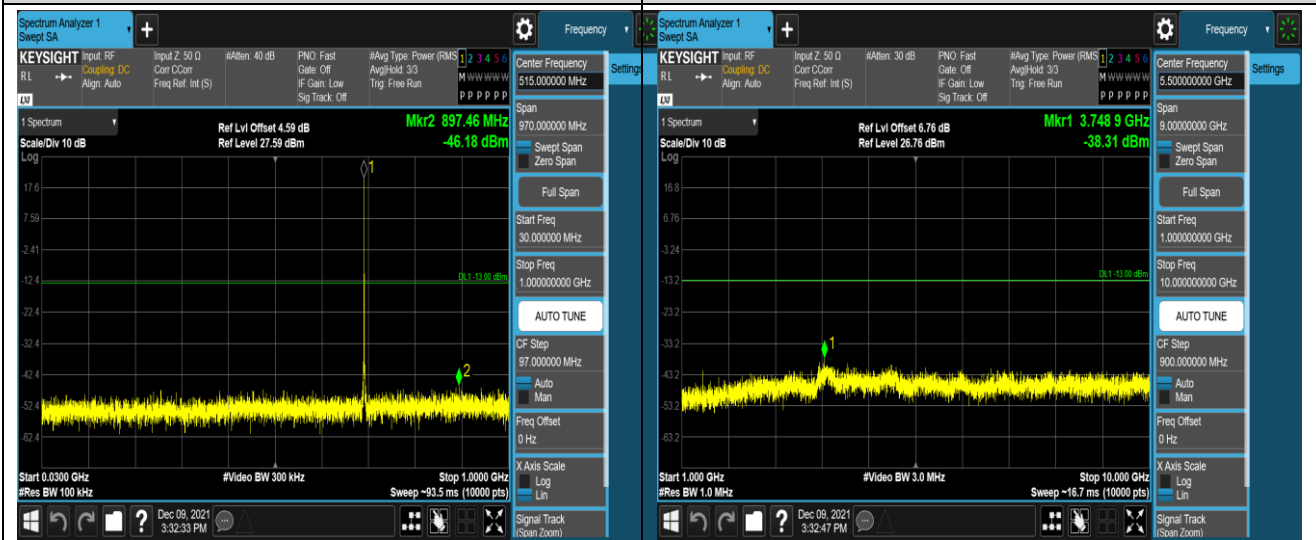 Spectrum Analyzer 1
Swept SA
+
Frequency
KEYSIGHT
RL
LXI
Input: RF
Coupling: DC
Align: Auto
Input Z: 50 Ω
Corr CCorr
Freq Ref: Int (S)
#Atten: 40 dB
PNO: Fast
Gate: Off
IF Gain: Low
Sig Track: Off
#Avg Type: Power (RMS
Avg|Hold: 3/3
Trig: Free Run
1 2 3 4 5 6
M W W W W W
P P P P P P
Center Frequency
515.000000 MHz
Settings
Span
970.000000 MHz
Swept Span
Zero Span
Full Span
Start Freq
30.000000 MHz
Stop Freq
1.000000000 GHz
AUTO TUNE
CF Step
97.000000 MHz
Auto
Man
Freq Offset
0 Hz
X Axis Scale
Log
Lin
Signal Track
(Span Zoom)
1 Spectrum
Scale/Div 10 dB
Log
Ref Lvl Offset 4.59 dB
Ref Level 27.59 dBm
Mkr2 897.46 MHz
-46.18 dBm
1
17.6
7.59
-2.41
DL1 -13.00 dBm
-12.4
-22.4
-32.4
-42.4
2
-52.4
-62.4
Start 0.0300 GHz
#Res BW 100 kHz
#Video BW 300 kHz
Stop 1.0000 GHz
Sweep ~93.5 ms (10000 pts)
?
Dec 09, 2021
3:32:33 PM
Spectrum Analyzer 1
Swept SA
+
Frequency
KEYSIGHT
RL
LXI
Input: RF
Coupling: DC
Align: Auto
Input Z: 50 Ω
Corr CCorr
Freq Ref: Int (S)
#Atten: 30 dB
PNO: Fast
Gate: Off
IF Gain: Low
Sig Track: Off
#Avg Type: Power (RMS
Avg|Hold: 3/3
Trig: Free Run
1 2 3 4 5 6
M W W W W W
P P P P P P
Center Frequency
5.500000000 GHz
Settings
Span
9.00000000 GHz
Swept Span
Zero Span
Full Span
Start Freq
1.000000000 GHz
Stop Freq
10.000000000 GHz
AUTO TUNE
CF Step
900.000000 MHz
Auto
Man
Freq Offset
0 Hz
X Axis Scale
Log
Lin
Signal Track
(Span Zoom)
1 Spectrum
Scale/Div 10 dB
Log
Ref Lvl Offset 6.76 dB
Ref Level 26.76 dBm
Mkr1 3.748 9 GHz
-38.31 dBm
16.8
6.76
-3.24
DL1 -13.00 dBm
-13.2
-23.2
-33.2
1
-43.2
-53.2
-63.2
Start 1.000 GHz
#Res BW 1.0 MHz
#Video BW 3.0 MHz
Stop 10.000 GHz
Sweep ~16.7 ms (10000 pts)
?
Dec 09, 2021
3:32:47 PM